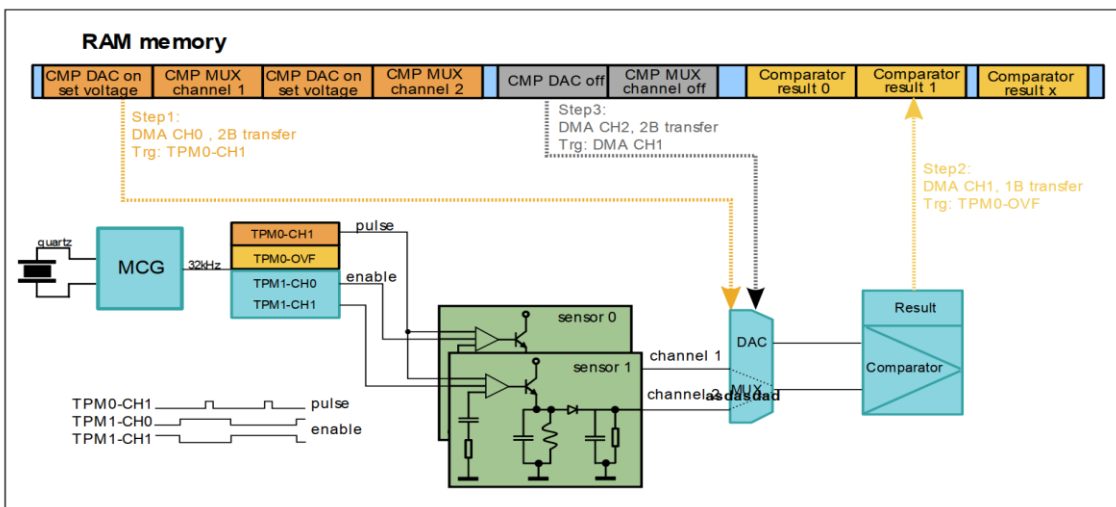 RAM memory
CMP DAC on
set voltage
CMP MUX
channel 1
CMP DAC on
set voltage
CMP MUX
channel 2
CMP DAC off
CMP MUX
channel off
Comparator
result 0
Comparator
result 1
Comparator
result x
Step1:
DMA CH0 , 2B transfer
Trg: TPM0-CH1
Step3:
DMA CH2, 2B transfer
Trg: DMA CH1
Step2:
DMA CH1, 1B transfer
Trg: TPM0-OVF
quartz
MCG
32kHz
TPM0-CH1
TPM0-OVF
TPM1-CH0
TPM1-CH1
pulse
enable
sensor 0
sensor 1
channel 1
channel 2
DAC
MUX
asdasdad
Result
Comparator
TPM0-CH1
pulse
TPM1-CH0
enable
TPM1-CH1